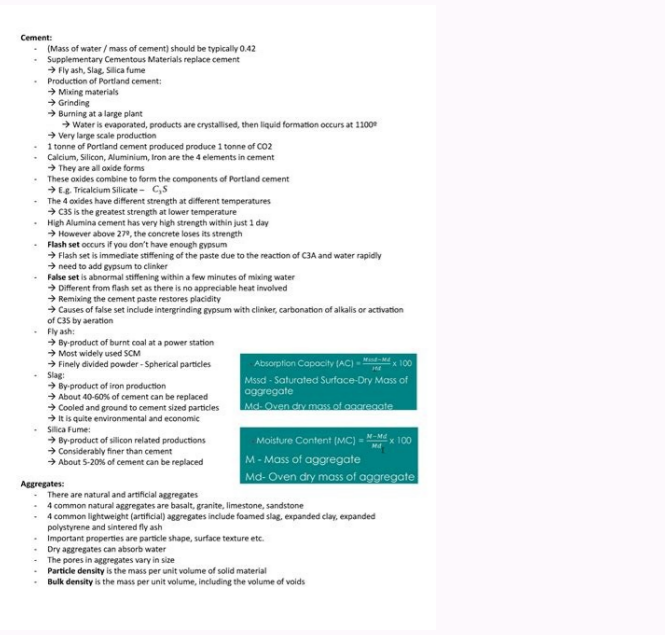 Cement:
- (Mass of water / mass of cement) should be typically 0.42
- Supplementary Cementous Materials replace cement
→ Fly ash, Slag, Silica fume
- Production of Portland cement:
→ Mixing materials
→ Grinding
→ Burning at a large plant
→ Water is evaporated, products are crystallised, then liquid formation occurs at 1100º
→ Very large scale production
- 1 tonne of Portland cement produced produce 1 tonne of CO2
- Calcium, Silicon, Aluminium, Iron are the 4 elements in cement
→ They are all oxide forms
- These oxides combine to form the components of Portland cement
→ E.g. Tricalcium Silicate – C₃S
- The 4 oxides have different strength at different temperatures
→ C3S is the greatest strength at lower temperature
- High Alumina cement has very high strength within just 1 day
→ However above 27º, the concrete loses its strength
- Flash set occurs if you don't have enough gypsum
→ Flash set is immediate stiffening of the paste due to the reaction of C3A and water rapidly
→ need to add gypsum to clinker
- False set is abnormal stiffening within a few minutes of mixing water
→ Different from flash set as there is no appreciable heat involved
→ Remixing the cement paste restores placidity
→ Causes of false set include intergrinding gypsum with clinker, carbonation of alkalis or activation
of C3S by aeration
- Fly ash:
→ By-product of burnt coal at a power station
→ Most widely used SCM
→ Finely divided powder - Spherical particles
- Slag:
→ By-product of iron production
→ About 40-60% of cement can be replaced
→ Cooled and ground to cement sized particles
→ It is quite environmental and economic
- Silica Fume:
→ By-product of silicon related productions
→ Considerably finer than cement
→ About 5-20% of cement can be replaced
Absorption Capacity (AC) = Mssd-Md / Md x 100
Mssd - Saturated Surface-Dry Mass of
aggregate
Md- Oven dry mass of aggregate
Moisture Content (MC) = M-Md / Md x 100
M - Mass of aggregate
Md- Oven dry mass of aggregate
Aggregates:
- There are natural and artificial aggregates
- 4 common natural aggregates are basalt, granite, limestone, sandstone
- 4 common lightweight (artificial) aggregates include foamed slag, expanded clay, expanded
polystyrene and sintered fly ash
- Important properties are particle shape, surface texture etc.
- Dry aggregates can absorb water
- The pores in aggregates vary in size
- Particle density is the mass per unit volume of solid material
- Bulk density is the mass per unit volume, including the volume of voids